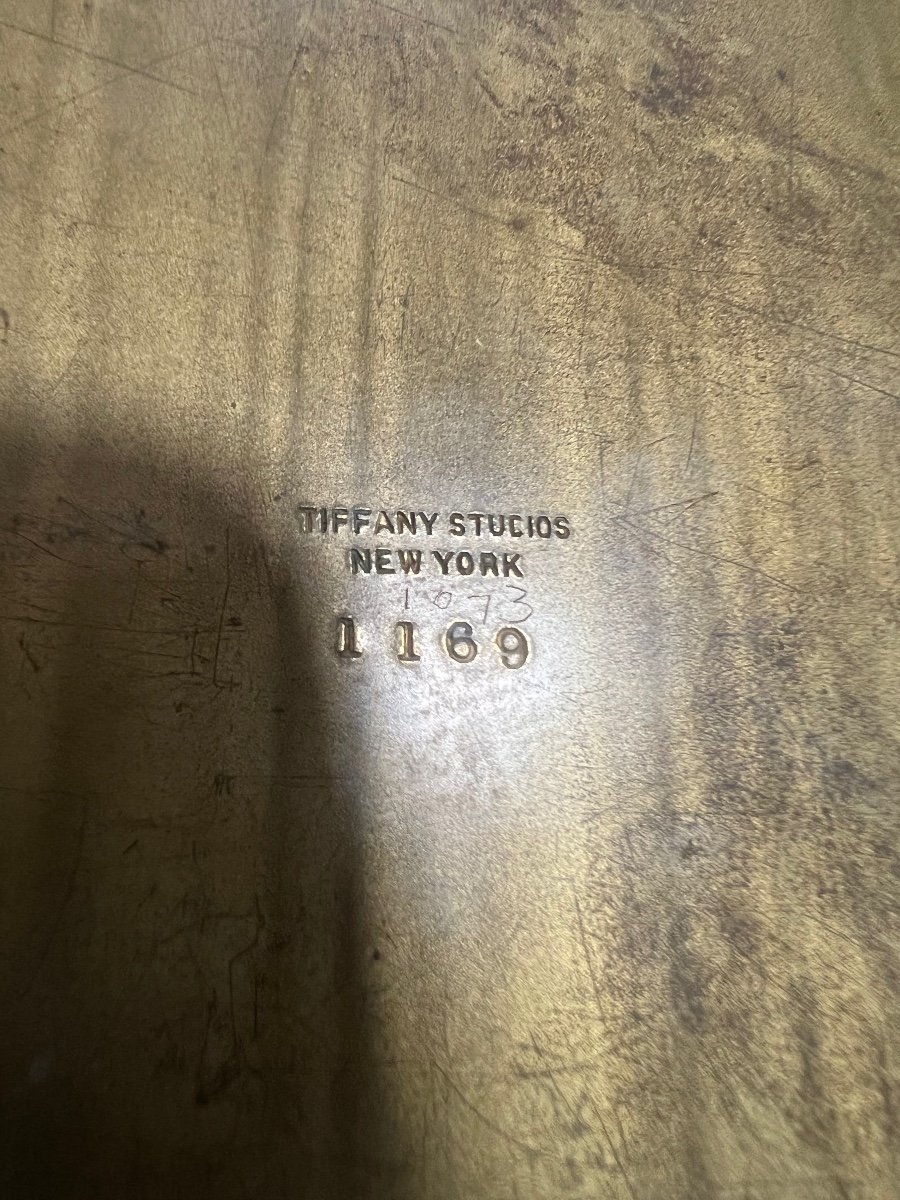 TIFFANY STUDIOS
NEW YORK
1073
1169